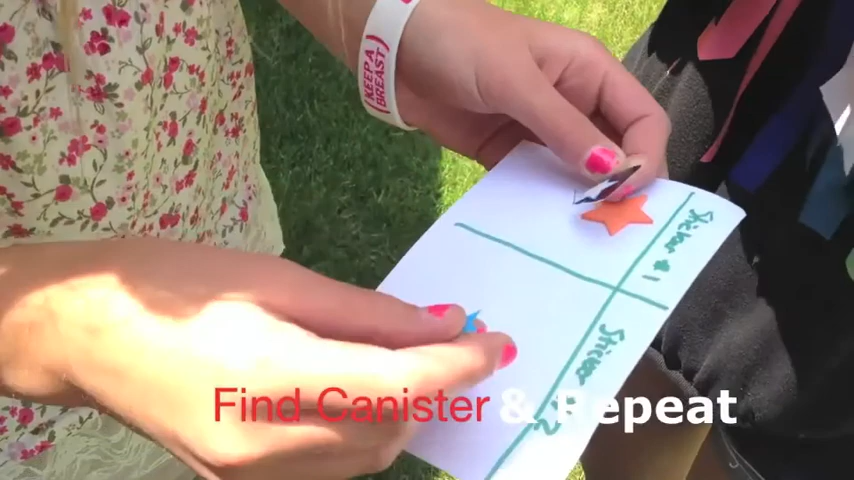 KEEP A
BREAST
Sticker #1
Sticker
2
Find Canister & Repeat